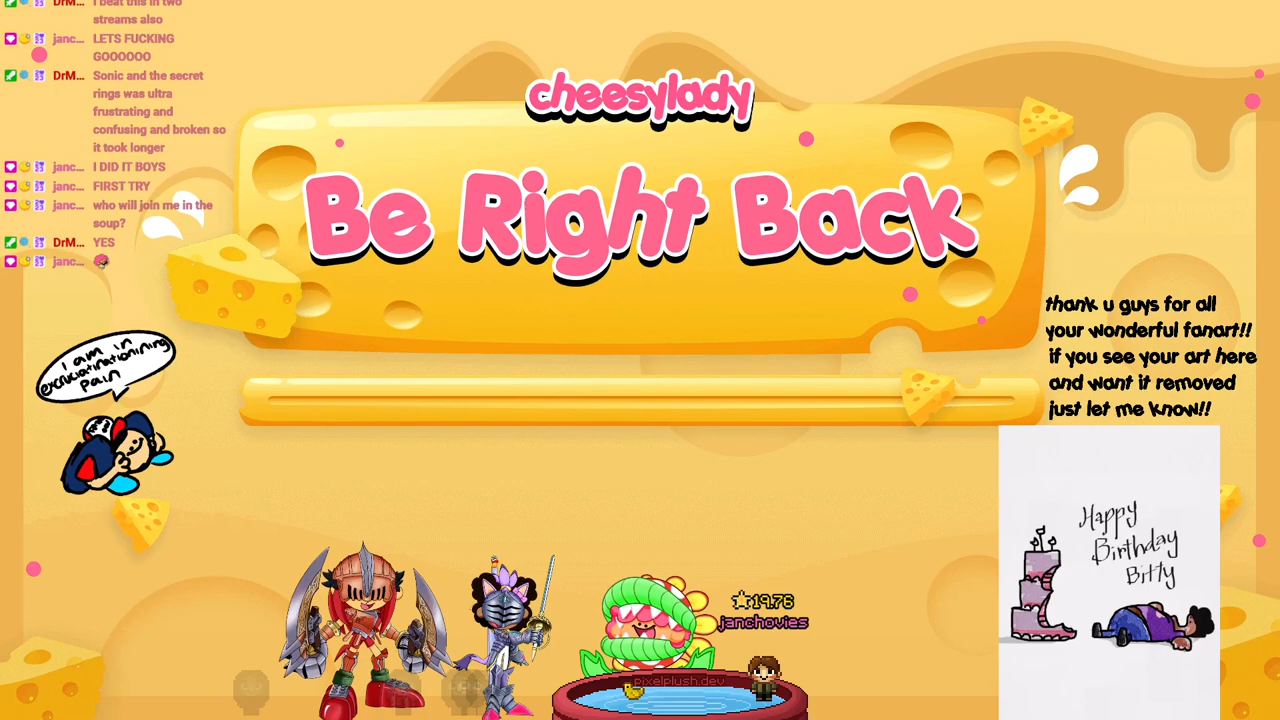 DrM... I beat this in two
streams also
janc... LETS FUCKING
GOOOOOO
DrM... Sonic and the secret
rings was ultra
frustrating and
confusing and broken so
it took longer
janc... I DID IT BOYS
janc... FIRST TRY
janc... who will join me in the
soup?
DrM... YES
janc...
cheesylady
Be Right Back
thank u guys for all
your wonderful fanart!!
if you see your art here
and want it removed
just let me know!!
i am in
pain
Happy
Birthday
Bitty
19.76
janchovies
pixelplush.dev